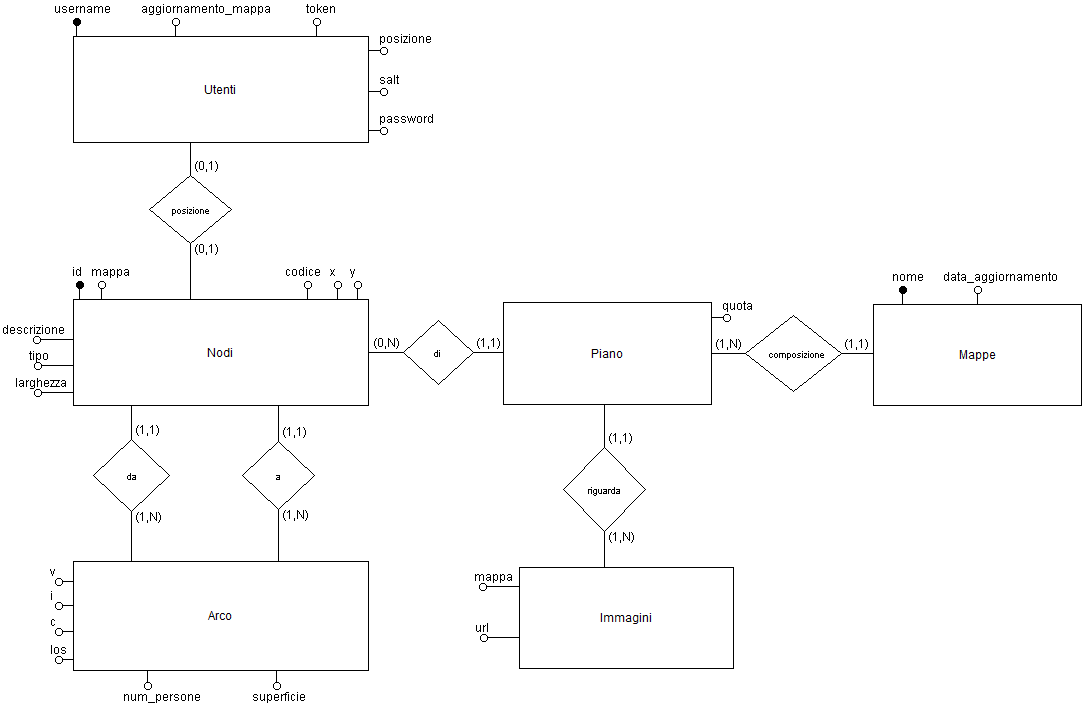 username
aggiornamento_mappa
token
posizione
salt
password
Utenti
(0,1)
posizione
(0,1)
id
mappa
codice
x
y
descrizione
tipo
larghezza
Nodi
(0,N)
di
(1,1)
Piano
quota
(1,N)
composizione
(1,1)
nome
data_aggiornamento
Mappe
(1,1)
da
(1,N)
(1,1)
a
(1,N)
(1,1)
riguarda
(1,N)
v
i
c
los
Arco
num_persone
superficie
mappa
url
Immagini